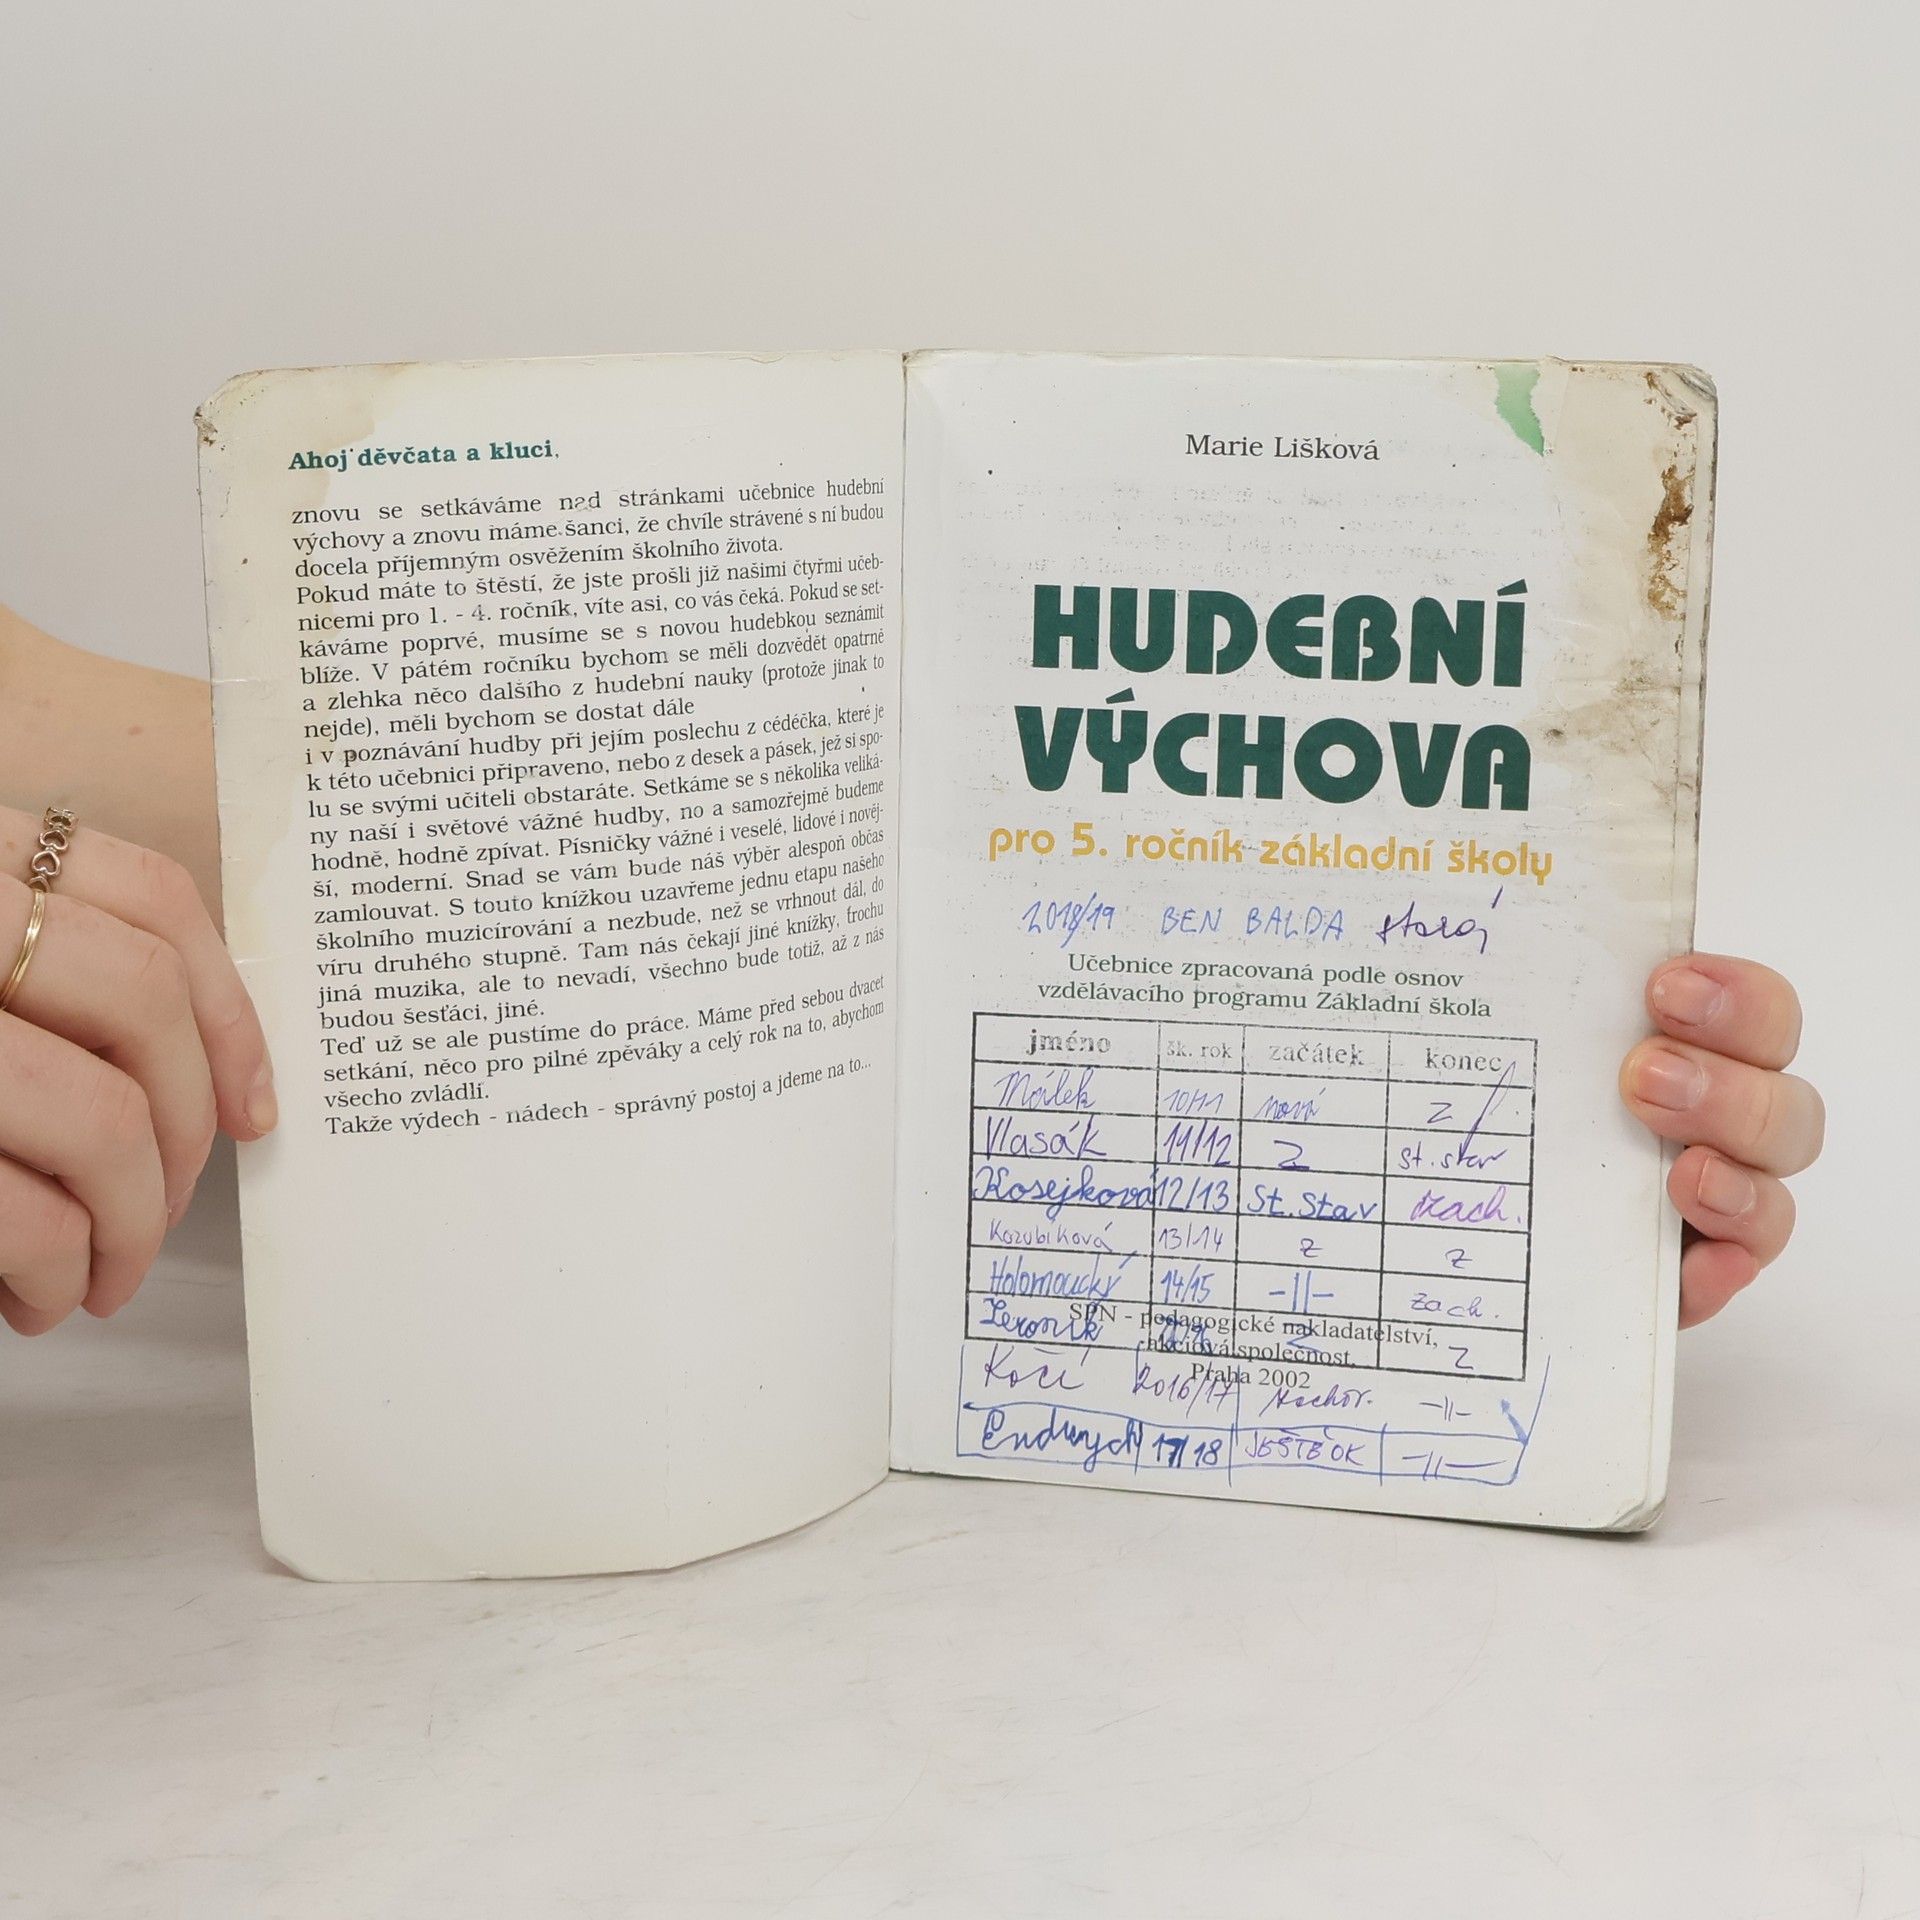 Ahoj děvčata a kluci,
znovu se setkáváme nad stránkami učebnice hudební
výchovy a znovu máme šanci, že chvíle strávené s ní budou
docela příjemným osvěžením školního života.
Pokud máte to štěstí, že jste prošli již našimi čtyřmi učeb-
nicemi pro 1. - 4. ročník, víte asi, co vás čeká. Pokud se set-
káváme poprvé, musíme se s novou hudebkou seznámit
blíže. V pátém ročníku bychom se měli dozvědět opatrně
a zlehka něco dalšího z hudební nauky (protože jinak to
nejde), měli bychom se dostat dále
i v poznávání hudby při jejím poslechu z cédéčka, které je
k této učebnici připraveno, nebo z desek a pásek, jež si spo-
lu se svými učiteli obstaráte. Setkáme se s několika veliká-
ny naší i světové vážné hudby, no a samozřejmě budeme
hodně, hodně zpívat. Písničky vážné i veselé, lidové i nověj-
ší, moderní. Snad se vám bude náš výběr alespoň občas
zamlouvat. S touto knížkou uzavřeme jednu etapu našeho
školního muzicírování a nezbude, než se vrhnout dál, do
víru druhého stupně. Tam nás čekají jiné knížky, trochu
jiná muzika, ale to nevadí, všechno bude totiž, až z nás
budou šesťáci, jiné.
Teď už se ale pustíme do práce. Máme před sebou dvacet
setkání, něco pro pilné zpěváky a celý rok na to, abychom
všecho zvládli.
Takže výdech - nádech - správný postoj a jdeme na to...
Marie Lišková
HUDEBNÍ
VÝCHOVA
pro 5. ročník základní školy
2018/19 BEN BALDA stará
Učebnice zpracovaná podle osnov
vzdělávacího programu Základní škola
jméno šk. rok začátek konec
Málek 10/11 nová Z
Vlasák 11/12 Z st. stav
Kosejková 12/13 St. Stav zach.
Kozubíková 13/14 Z Z
Holomoucký 14/15 -||- zach.
Z Z
SPN - pedagogické nakladatelství,
akciová společnost,
Praha 2002
Kočí 2016/17 -||-
Endrych 17/18 JEŠTĚ OK -||-